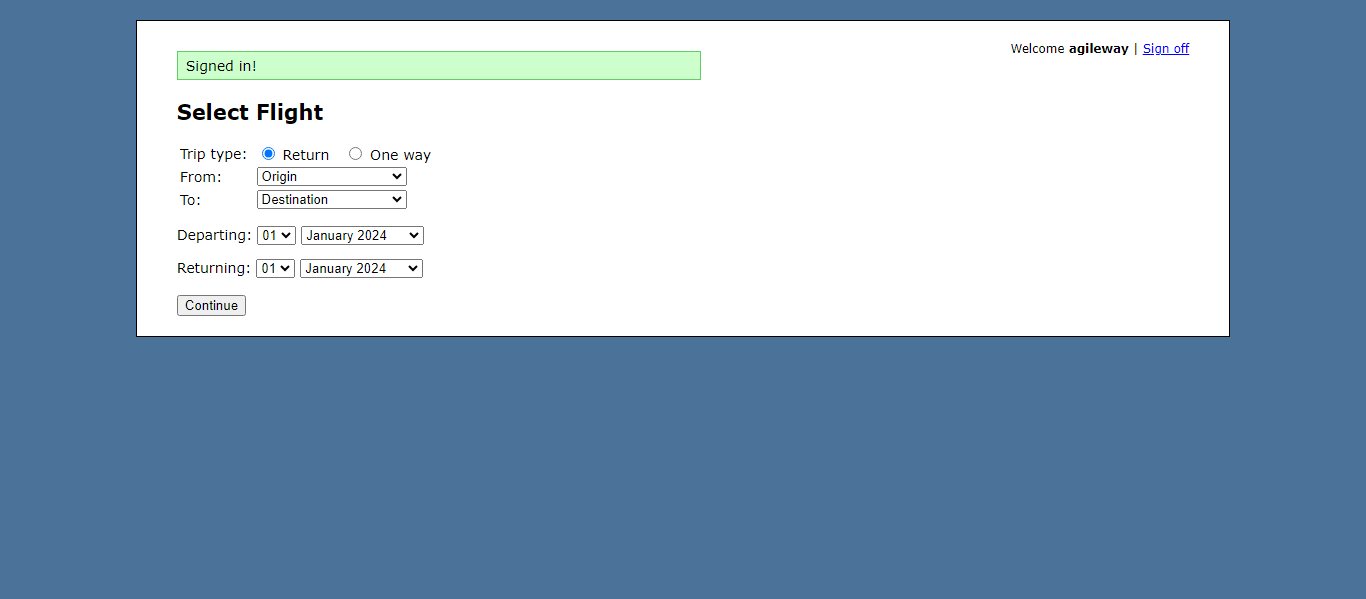 Welcome agileway | Sign off
Signed in!
Select Flight
Trip type: Return One way
From: Origin
To: Destination
Departing: 01 January 2024
Returning: 01 January 2024
Continue